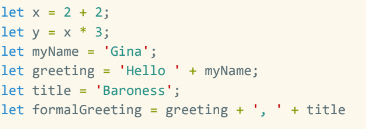 let x = 2 + 2;
let y = x * 3;
let myName = 'Gina';
let greeting = 'Hello ' + myName;
let title = 'Baroness';
let formalGreeting = greeting + ', ' + title